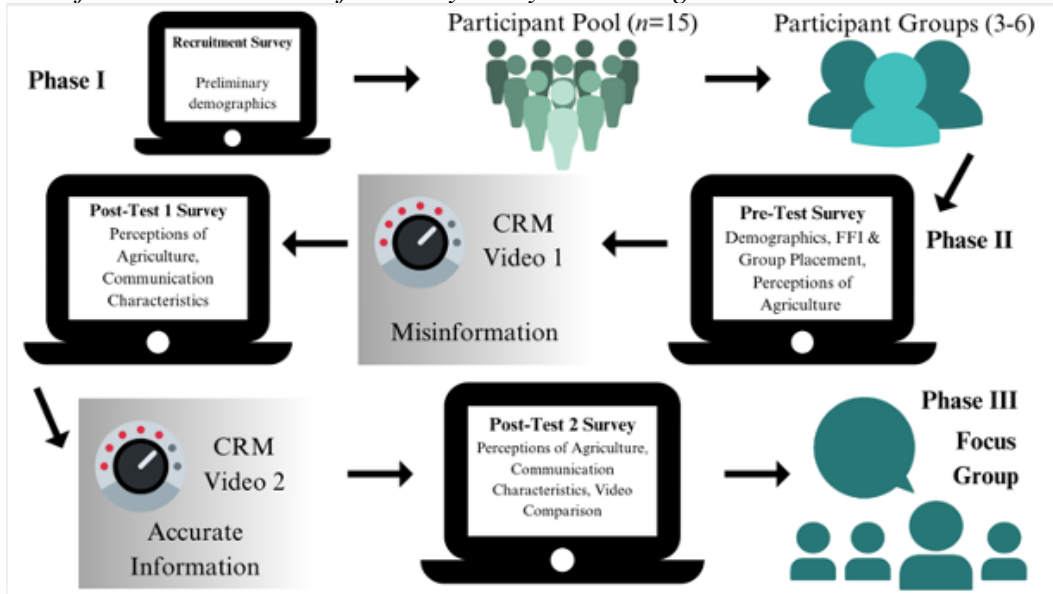 Phase I
Recruitment Survey
Preliminary
demographics
Participant Pool (n=15)
Participant Groups (3-6)
Phase II
Pre-Test Survey
Demographics, FFI &
Group Placement,
Perceptions of
Agriculture
CRM
Video 1
Misinformation
Post-Test 1 Survey
Perceptions of
Agriculture,
Communication
Characteristics
CRM
Video 2
Accurate
Information
Post-Test 2 Survey
Perceptions of Agriculture,
Communication
Characteristics, Video
Comparison
Phase III
Focus
Group